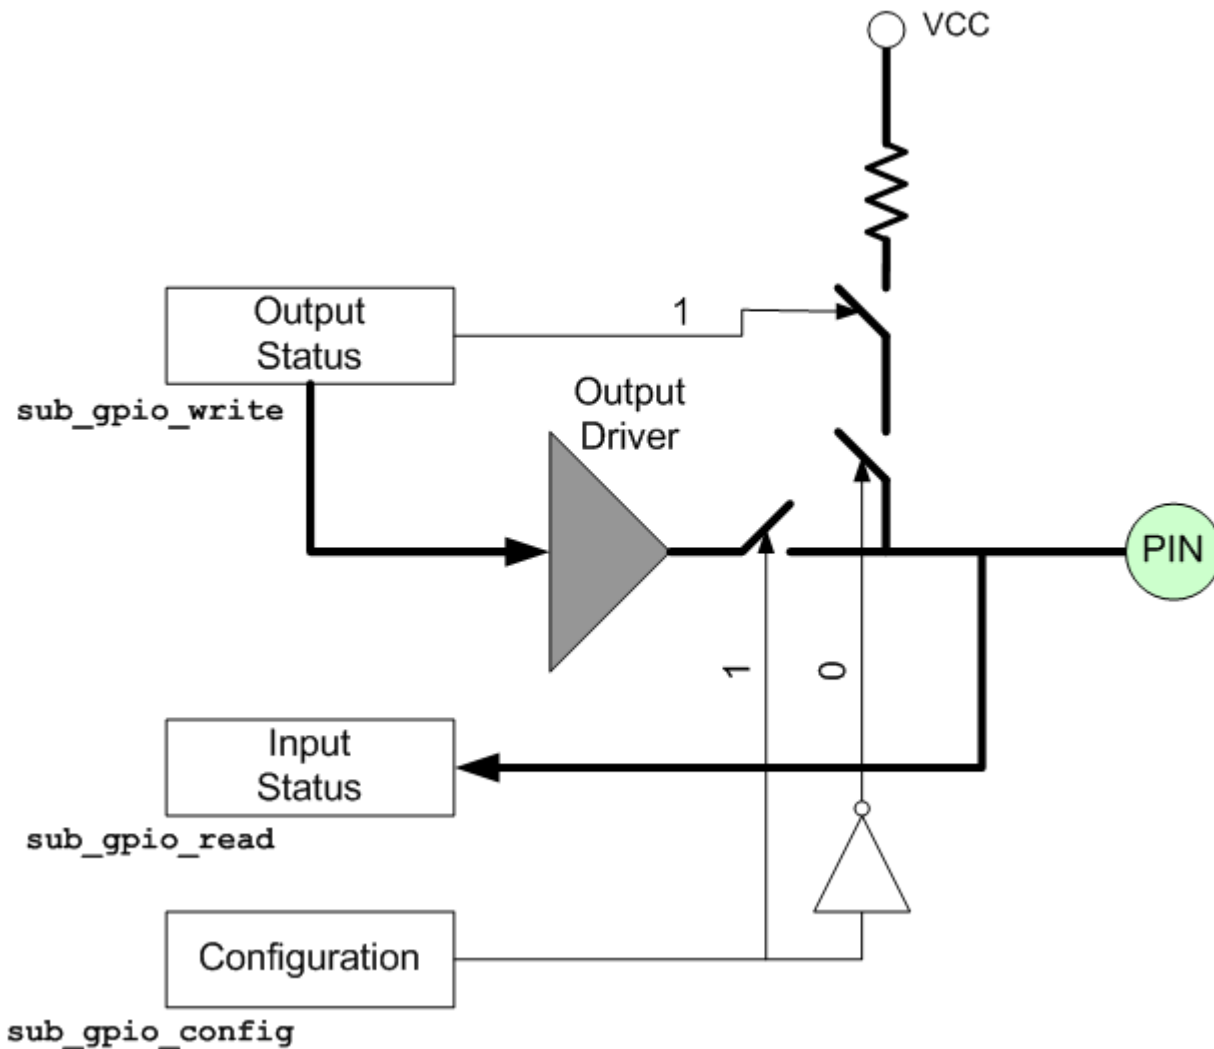 VCC
Output
Status
1
sub_gpio_write
Output
Driver
PIN
1
0
Input
Status
sub_gpio_read
Configuration
sub_gpio_config